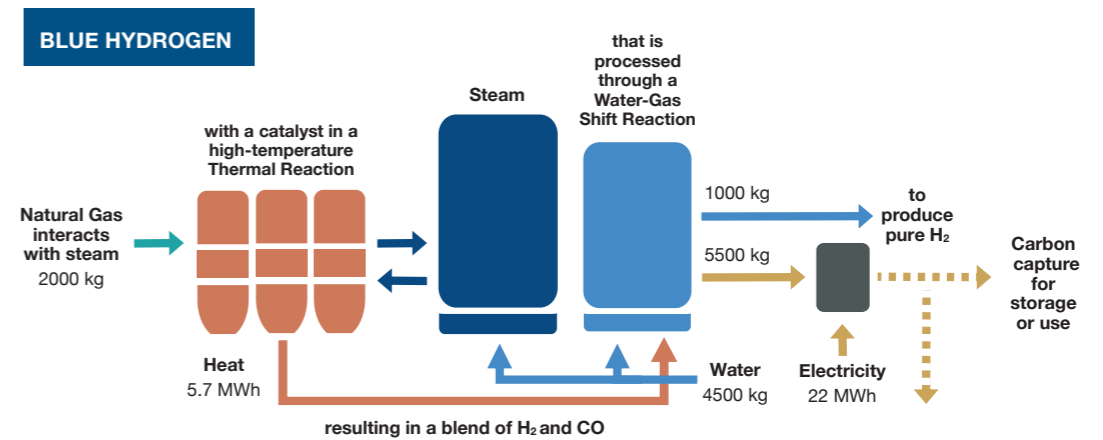 BLUE HYDROGEN
Natural Gas
interacts
with steam
2000 kg
with a catalyst in a
high-temperature
Thermal Reaction
Heat
5.7 MWh
resulting in a blend of H₂ and CO
Steam
that is
processed
through a
Water-Gas
Shift Reaction
1000 kg
5500 kg
Water
4500 kg
to
produce
pure H₂
Electricity
22 MWh
Carbon
capture
for
storage
or use